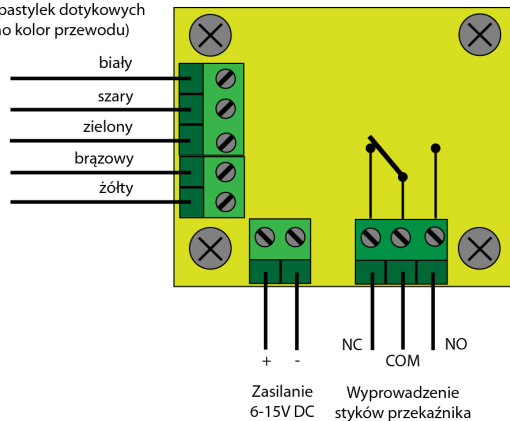 pastylek dotykowych
kolor przewodu)
biały
szary
zielony
brązowy
żółty
NC
COM
NO
+ -
Zasilanie
6-15V DC
Wyprowadzenie
styków przekaźnika